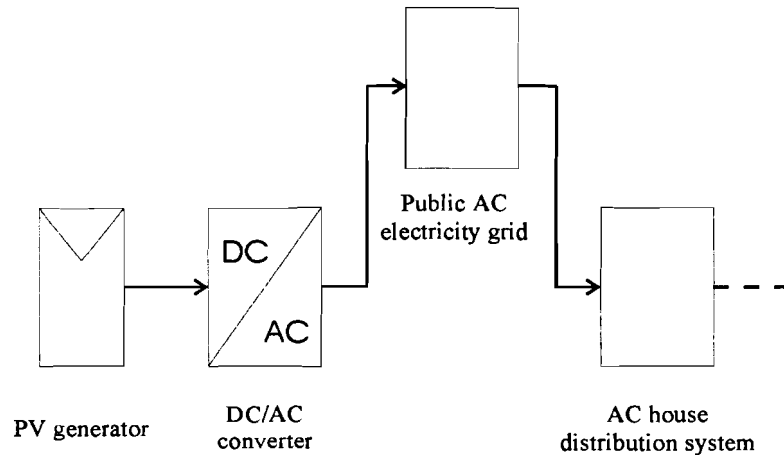 Public AC
electricity grid
DC
AC
PV generator
DC/AC
converter
AC house
distribution system